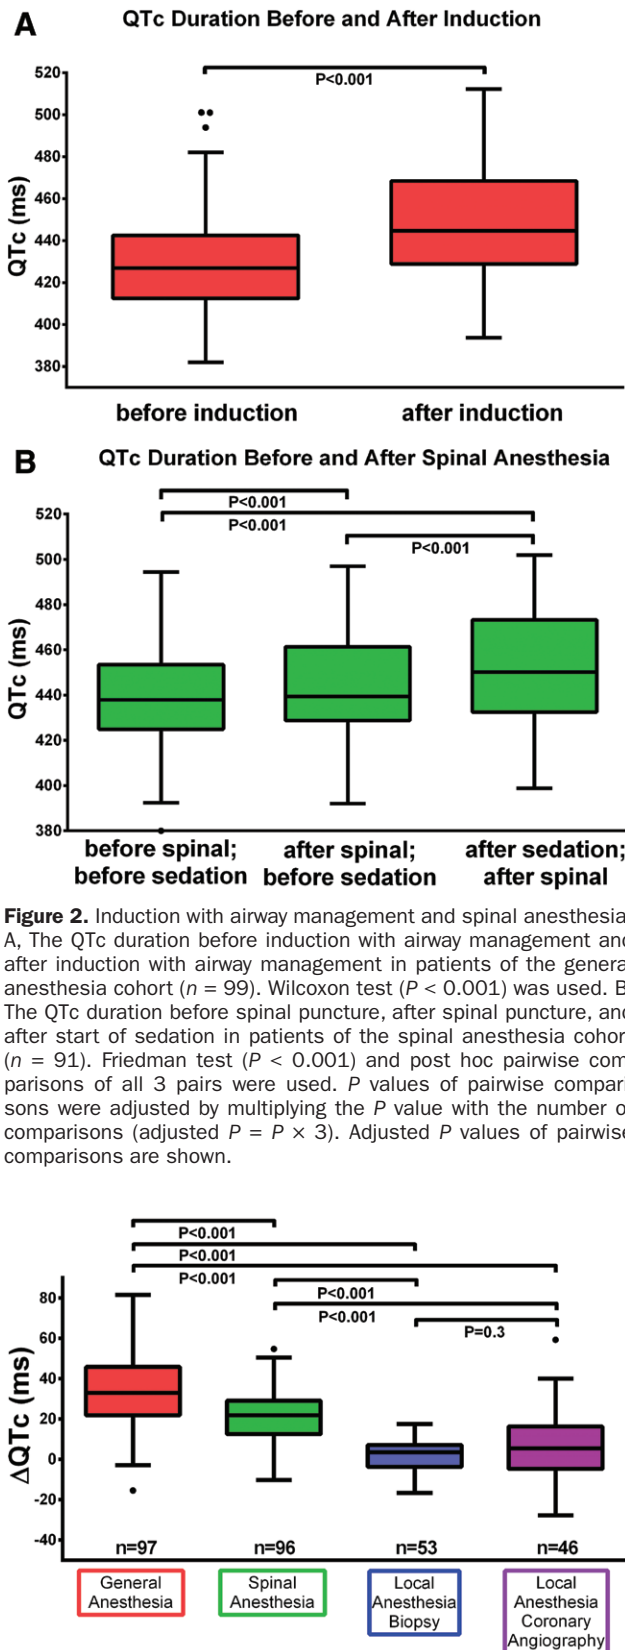 A
QTc Duration Before and After Induction
P<0.001
QTc (ms)
520
500
480
460
440
420
400
380
before induction
after induction
B
QTc Duration Before and After Spinal Anesthesia
P<0.001
P<0.001
P<0.001
QTc (ms)
520
500
480
460
440
420
400
380
before spinal;
before sedation
after spinal;
before sedation
after sedation;
after spinal
Figure 2. Induction with airway management and spinal anesthesia
A, The QTc duration before induction with airway management and
after induction with airway management in patients of the genera
anesthesia cohort (n = 99). Wilcoxon test (P < 0.001) was used. B
The QTc duration before spinal puncture, after spinal puncture, and
after start of sedation in patients of the spinal anesthesia cohor
(n = 91). Friedman test (P < 0.001) and post hoc pairwise com
parisons of all 3 pairs were used. P values of pairwise compari
sons were adjusted by multiplying the P value with the number o
comparisons (adjusted P = P × 3). Adjusted P values of pairwise
comparisons are shown.
P<0.001
P<0.001
P<0.001
P<0.001
P<0.001
P=0.3
ΔQTc (ms)
80
60
40
20
0
-20
-40
n=97
n=96
n=53
n=46
General
Anesthesia
Spinal
Anesthesia
Local
Anesthesia
Biopsy
Local
Anesthesia
Coronary
Angiography